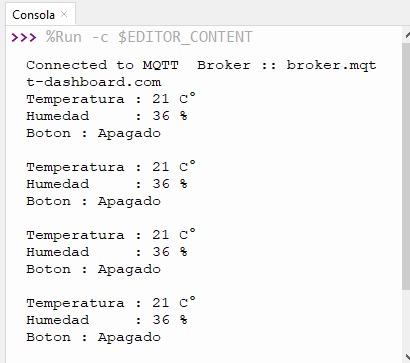 Consola ×
>>> %Run -c $EDITOR_CONTENT
Connected to MQTT  Broker :: broker.mqt
t-dashboard.com
Temperatura : 21 C°
Humedad     : 36 %
Boton : Apagado
Temperatura : 21 C°
Humedad     : 36 %
Boton : Apagado
Temperatura : 21 C°
Humedad     : 36 %
Boton : Apagado
Temperatura : 21 C°
Humedad     : 36 %
Boton : Apagado